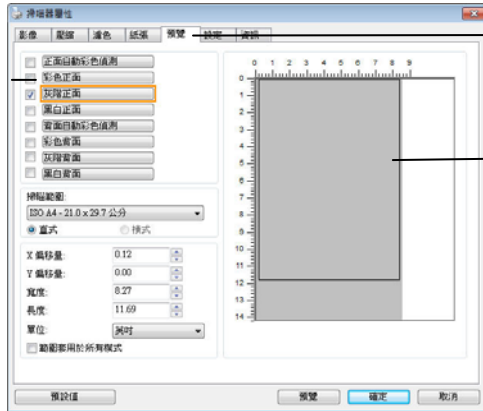 掃描器屬性
影像 壓縮 濾色 紙張 預覽 設定 資訊
正面自動彩色偵測
彩色正面
灰階正面
黑白正面
背面自動彩色偵測
彩色背面
灰階背面
黑白背面
掃描範圍:
ISO A4 - 21.0 x 29.7 公分
直式 橫式
X 偏移量: 0.12
Y 偏移量: 0.00
寬度: 8.27
長度: 11.69
單位: 英吋
範圍套用於所有模式
0 1 2 3 4 5 6 7 8 9
0
1
2
3
4
5
6
7
8
9
10
11
12
13
14
預設值 預覽 確定 取消